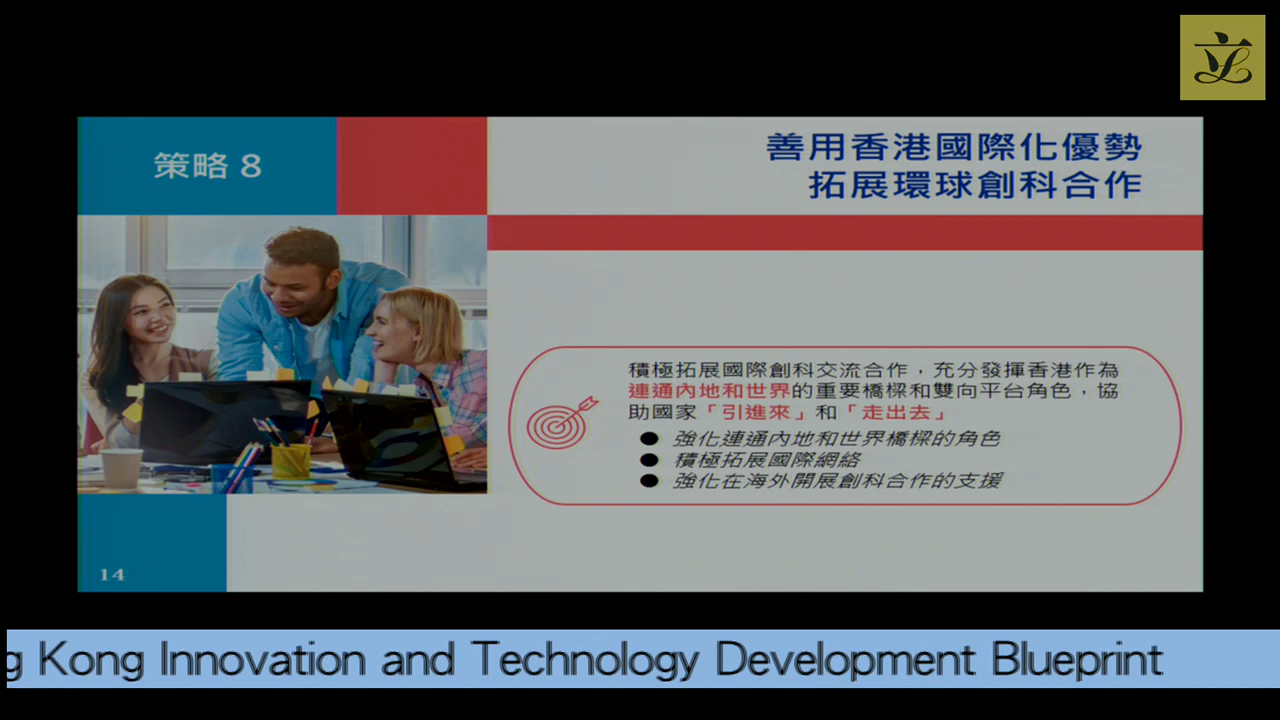 立
策略 8
善用香港國際化優勢
拓展環球創科合作
積極拓展國際創科交流合作，充分發揮香港作為
連通內地和世界的重要橋樑和雙向平台角色，協
助國家「引進來」和「走出去」
● 強化連通內地和世界橋樑的角色
● 積極拓展國際網絡
● 強化在海外開展創科合作的支援
14
g Kong Innovation and Technology Development Blueprint